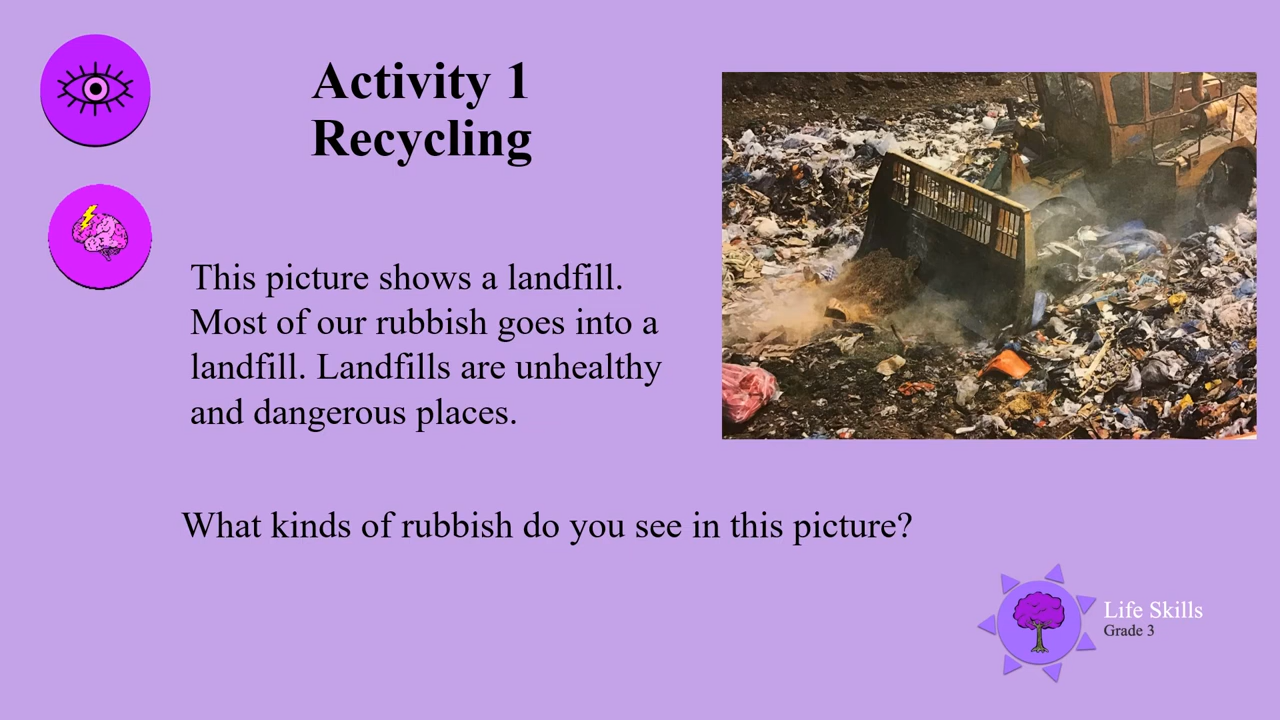 Activity 1
Recycling
This picture shows a landfill.
Most of our rubbish goes into a
landfill. Landfills are unhealthy
and dangerous places.
What kinds of rubbish do you see in this picture?
Life Skills
Grade 3